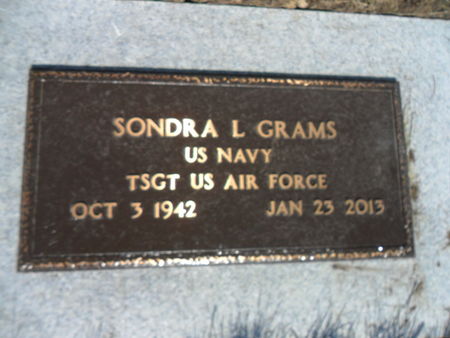 SONDRA L GRAMS
US NAVY
TSGT US AIR FORCE
OCT 3 1942 JAN 23 2013